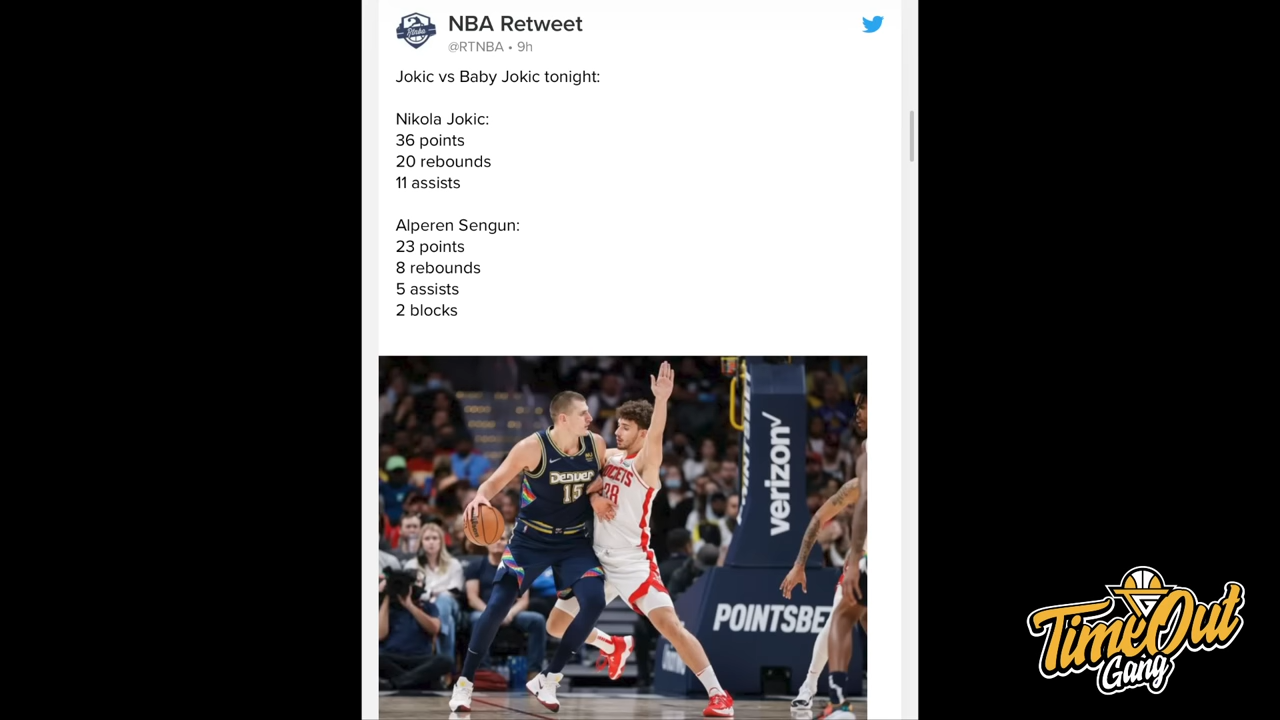 NBA Retweet
@RTNBA • 9h
Jokic vs Baby Jokic tonight:
Nikola Jokic:
36 points
20 rebounds
11 assists
Alperen Sengun:
23 points
8 rebounds
5 assists
2 blocks
DENVER
15
28
verizon
POINTSBE
TimeOut
Gang